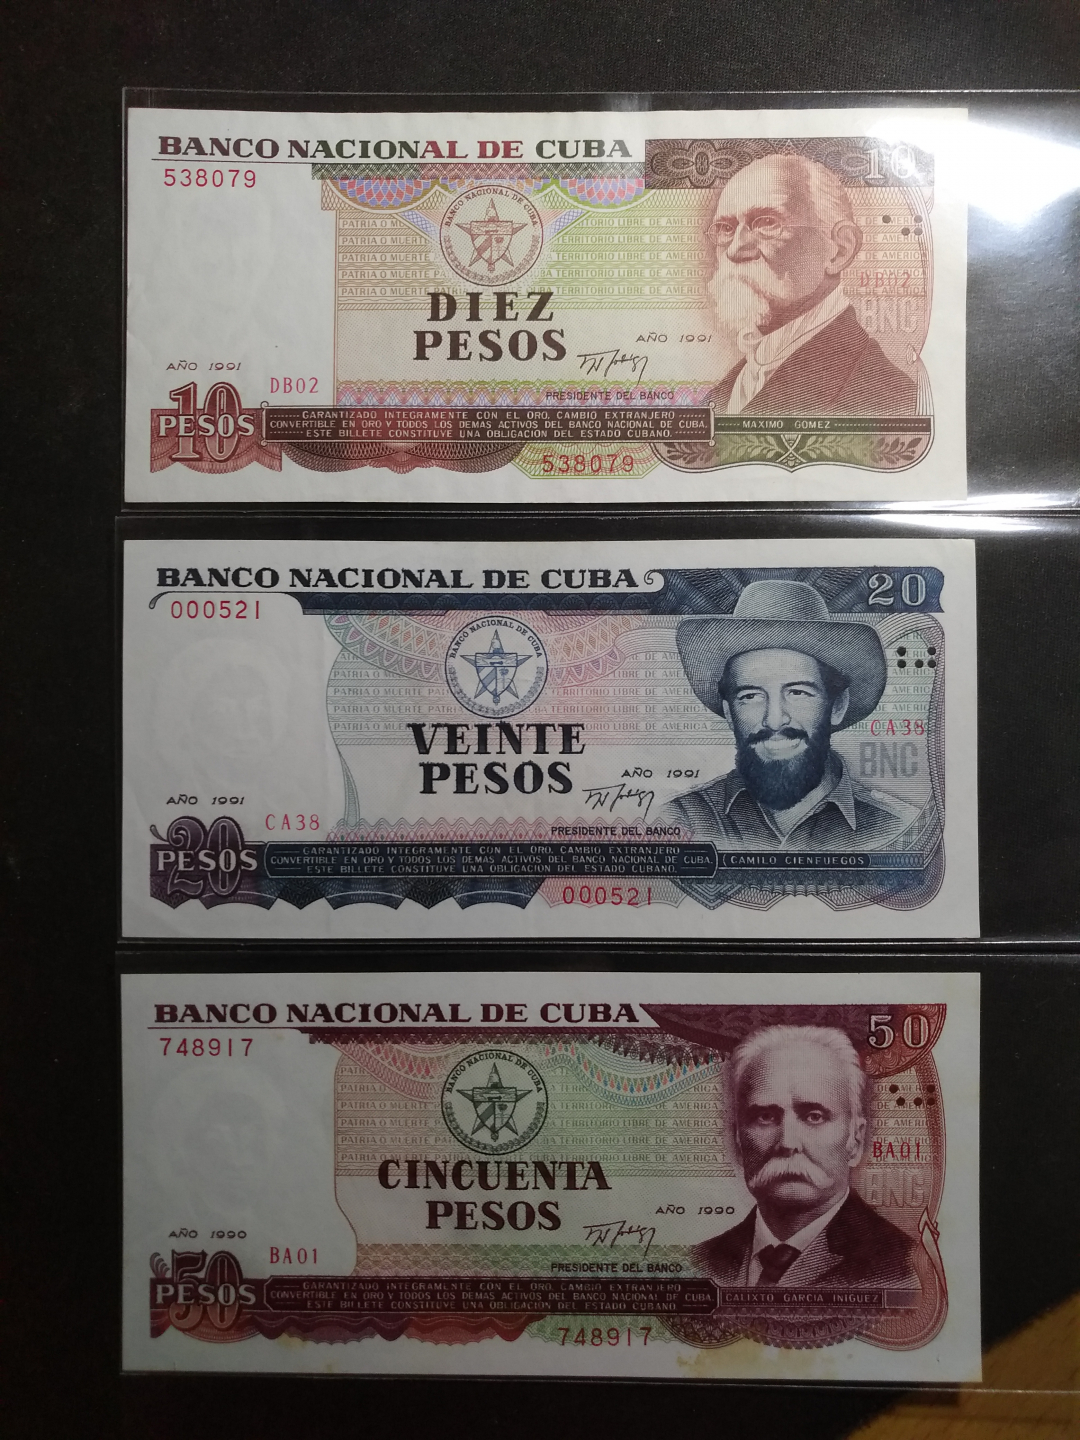 BANCO NACIONAL DE CUBA
10
538079
BANCO NACIONAL DE CUBA
PATRIA O MUERTE TERRITORIO LIBRE DE AMERICA
DB02
BNC
DIEZ
PESOS
AÑO 1991
AÑO 1991
DB02
PRESIDENTE DEL BANCO
10
PESOS
GARANTIZADO INTEGRAMENTE CON EL ORO, CAMBIO EXTRANJERO
CONVERTIBLE EN ORO Y TODOS LOS DEMAS ACTIVOS DEL BANCO NACIONAL DE CUBA.
ESTE BILLETE CONSTITUYE UNA OBLIGACION DEL ESTADO CUBANO.
MAXIMO GOMEZ
538079
BANCO NACIONAL DE CUBA
20
000521
BANCO NACIONAL DE CUBA
PATRIA O MUERTE TERRITORIO LIBRE DE AMERICA
CA38
BNC
VEINTE
PESOS
AÑO 1991
AÑO 1991
CA38
PRESIDENTE DEL BANCO
20
PESOS
GARANTIZADO INTEGRAMENTE CON EL ORO, CAMBIO EXTRANJERO
CONVERTIBLE EN ORO Y TODOS LOS DEMAS ACTIVOS DEL BANCO NACIONAL DE CUBA.
ESTE BILLETE CONSTITUYE UNA OBLIGACION DEL ESTADO CUBANO.
CAMILO CIENFUEGOS
000521
BANCO NACIONAL DE CUBA
50
748917
BANCO NACIONAL DE CUBA
PATRIA O MUERTE TERRITORIO LIBRE DE AMERICA
BA01
BNC
CINCUENTA
PESOS
AÑO 1990
AÑO 1990
BA01
PRESIDENTE DEL BANCO
50
PESOS
GARANTIZADO INTEGRAMENTE CON EL ORO, CAMBIO EXTRANJERO
CONVERTIBLE EN ORO Y TODOS LOS DEMAS ACTIVOS DEL BANCO NACIONAL DE CUBA.
ESTE BILLETE CONSTITUYE UNA OBLIGACION DEL ESTADO CUBANO
CALIXTO GARCIA INIGUEZ
748917